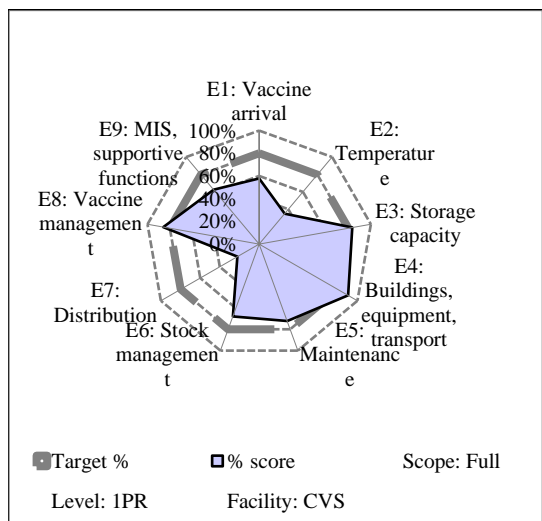 E1: Vaccine
arrival
E2:
Temperatur
e
E3: Storage
capacity
E4:
Buildings,
equipment,
transport
E5:
Maintenanc
e
E6: Stock
managemen
t
E7:
Distribution
E8: Vaccine
managemen
t
E9: MIS,
supportive
functions
100%
80%
60%
40%
20%
0%
Target %
% score
Scope: Full
Level: 1PR
Facility: CVS